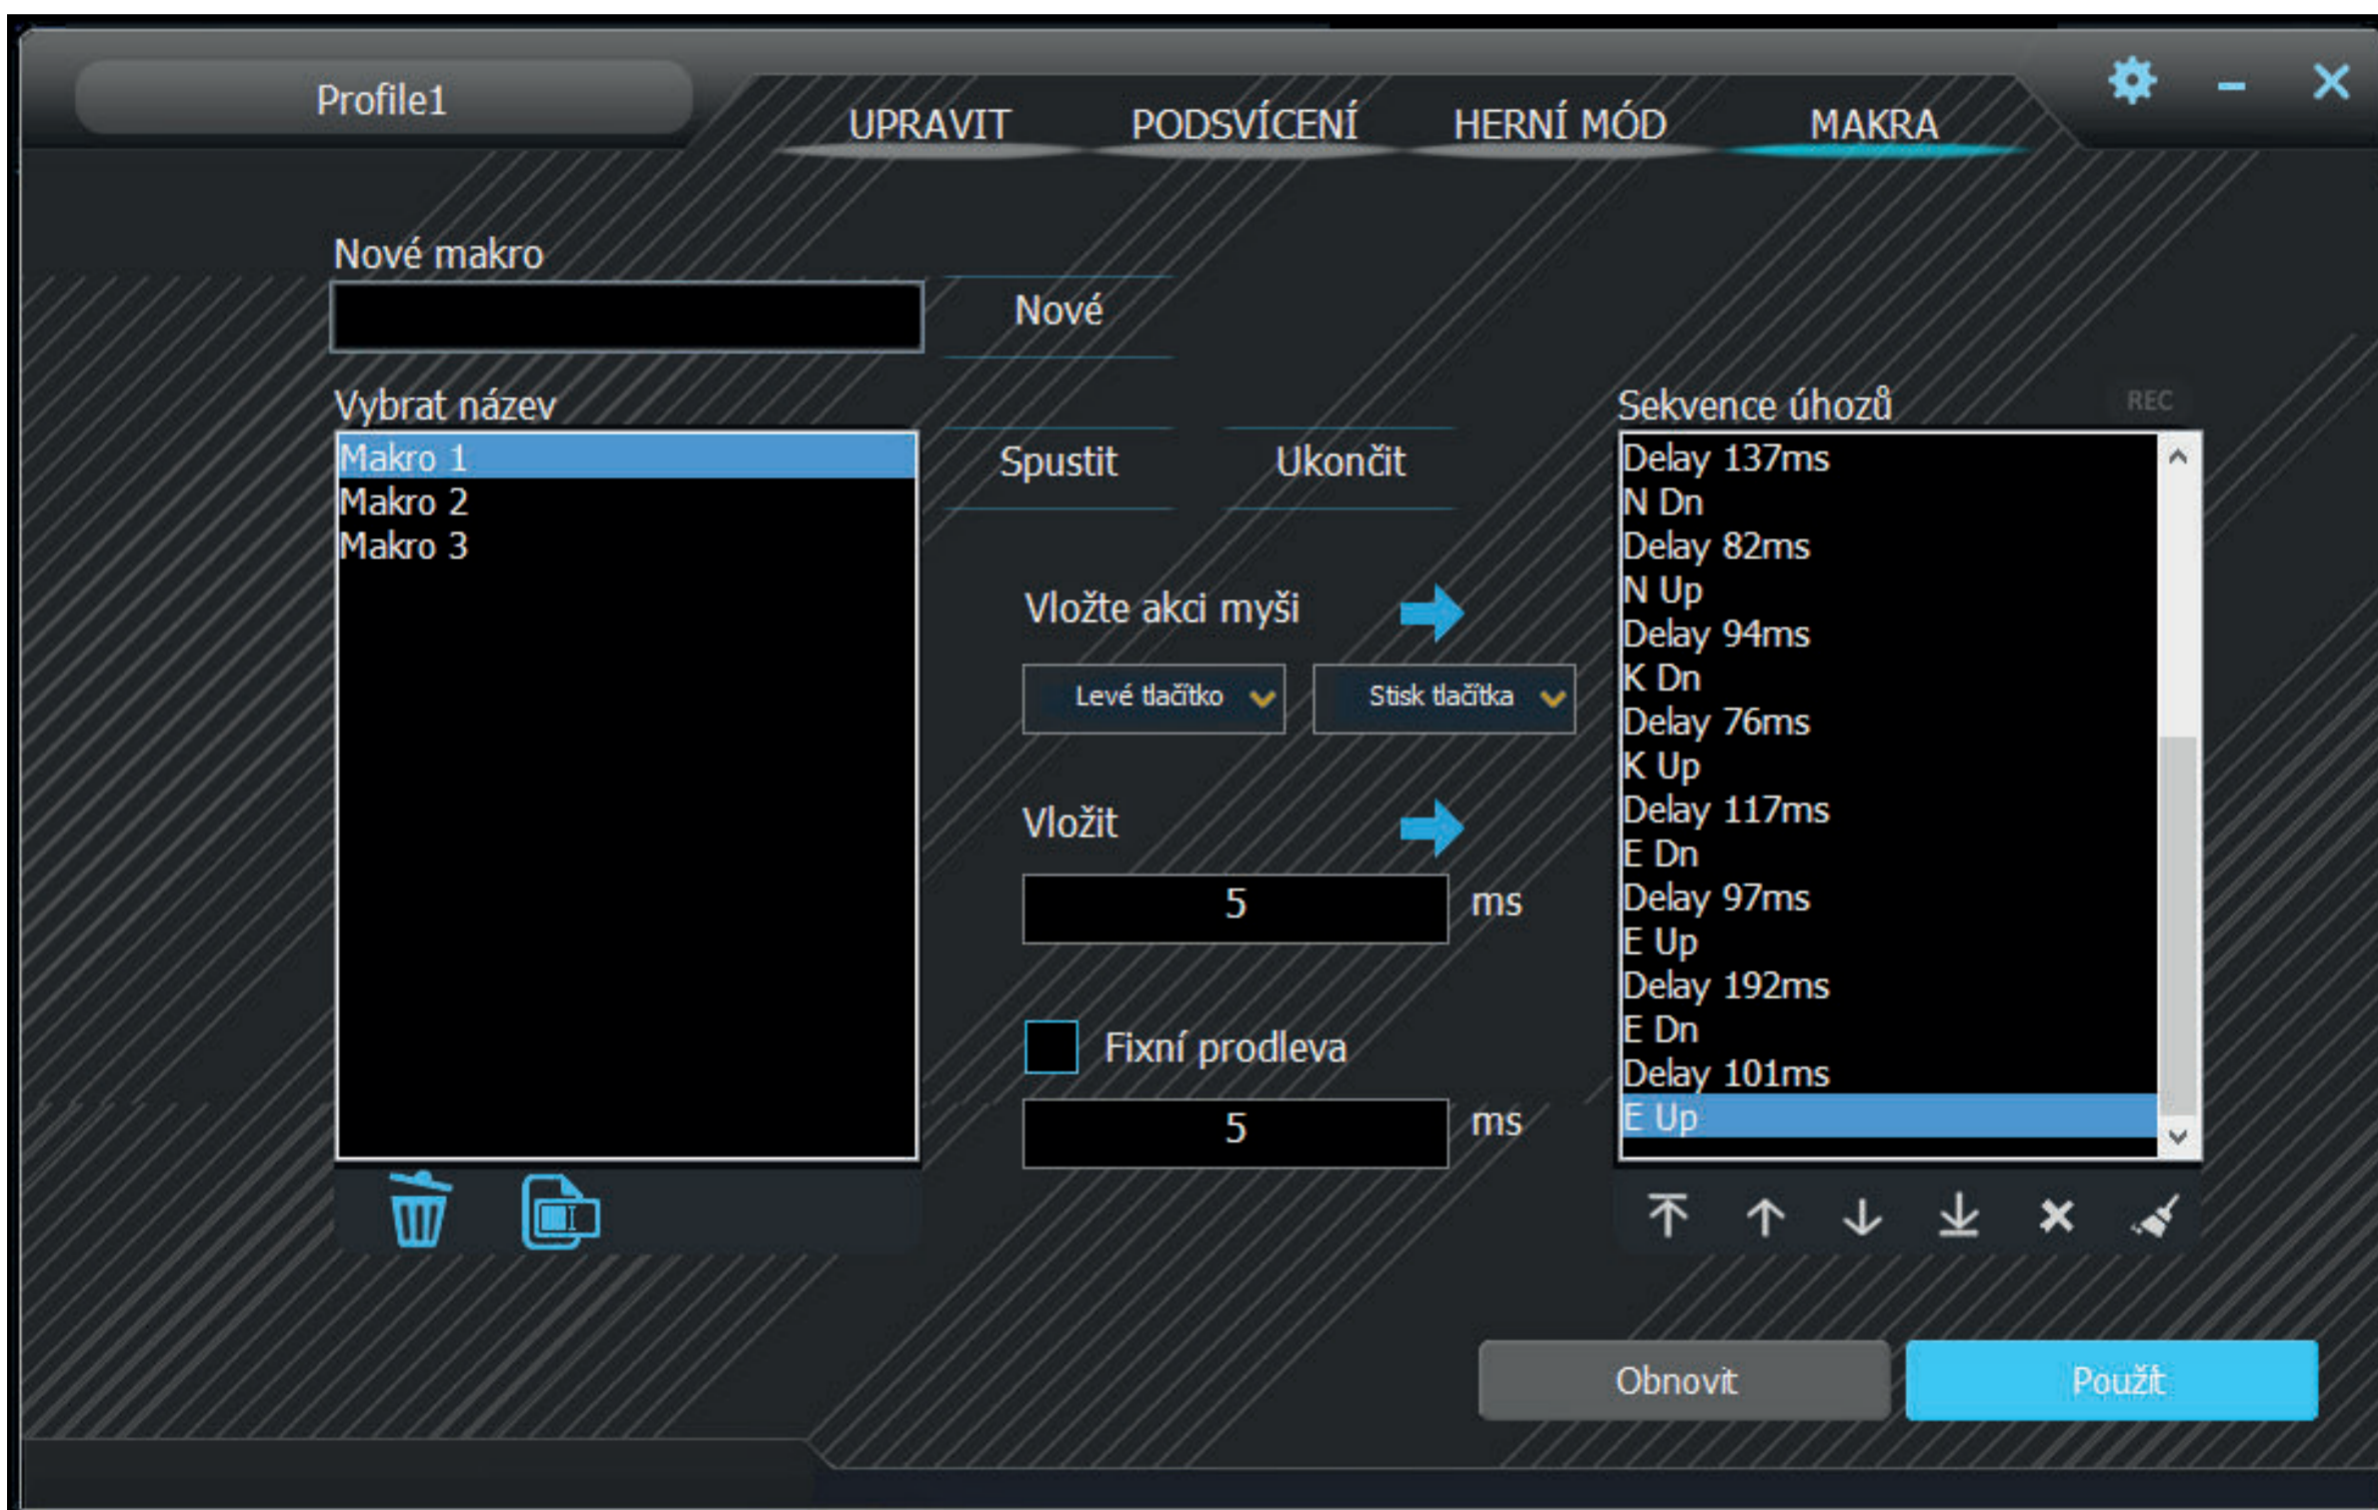 Profile1
UPRAVIT
PODSVÍCENÍ
HERNÍ MÓD
MAKRA
Nové makro
Nové
Vybrat název
Makro 1
Makro 2
Makro 3
Spustit
Ukončit
Vložte akci myši
Levé tlačítko
Stisk tlačítka
Vložit
5
ms
Fixní prodleva
5
ms
Sekvence úhozů
REC
Delay 137ms
N Dn
Delay 82ms
N Up
Delay 94ms
K Dn
Delay 76ms
K Up
Delay 117ms
E Dn
Delay 97ms
E Up
Delay 192ms
E Dn
Delay 101ms
E Up
Obnovit
Použít